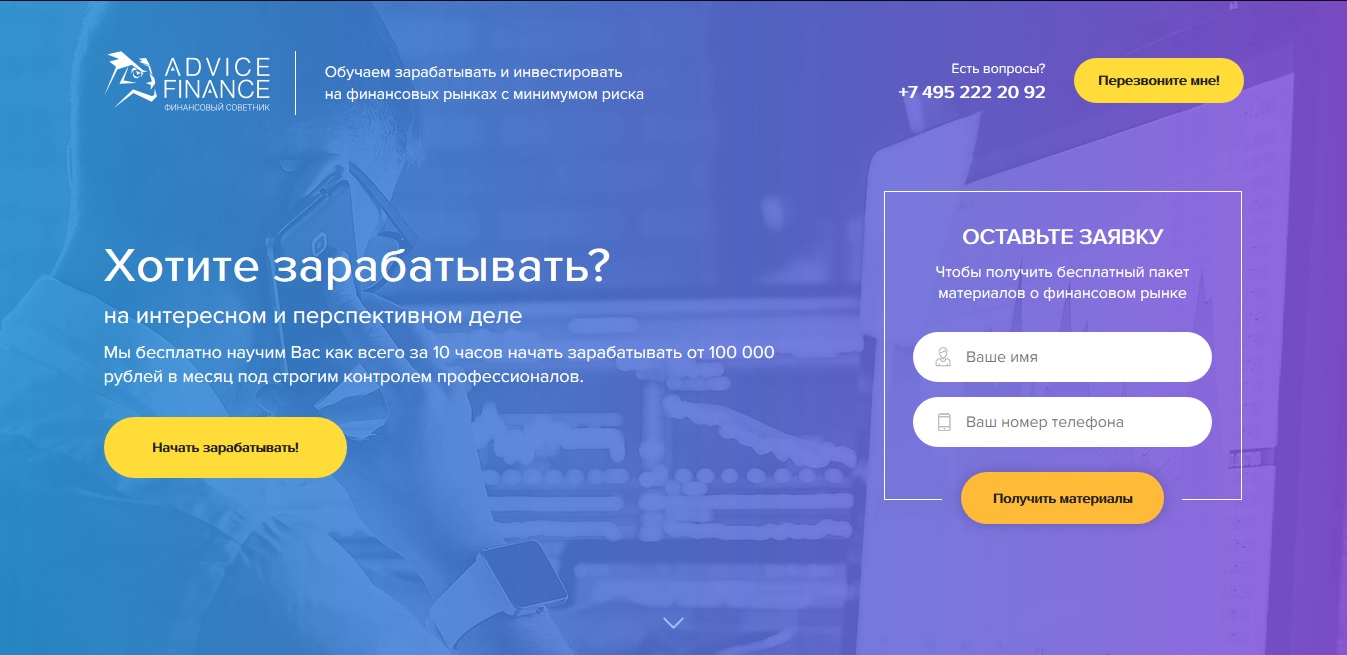 ADVICE
FINANCE
ФИНАНСОВЫЙ СОВЕТНИК
Обучаем зарабатывать и инвестировать
на финансовых рынках с минимумом риска
Есть вопросы?
+7 495 222 20 92
Перезвоните мне!
Хотите зарабатывать?
на интересном и перспективном деле
Мы бесплатно научим Вас как всего за 10 часов начать зарабатывать от 100 000
рублей в месяц под строгим контролем профессионалов.
Начать зарабатывать!
ОСТАВЬТЕ ЗАЯВКУ
Чтобы получить бесплатный пакет
материалов о финансовом рынке
Ваше имя
Ваш номер телефона
Получить материалы